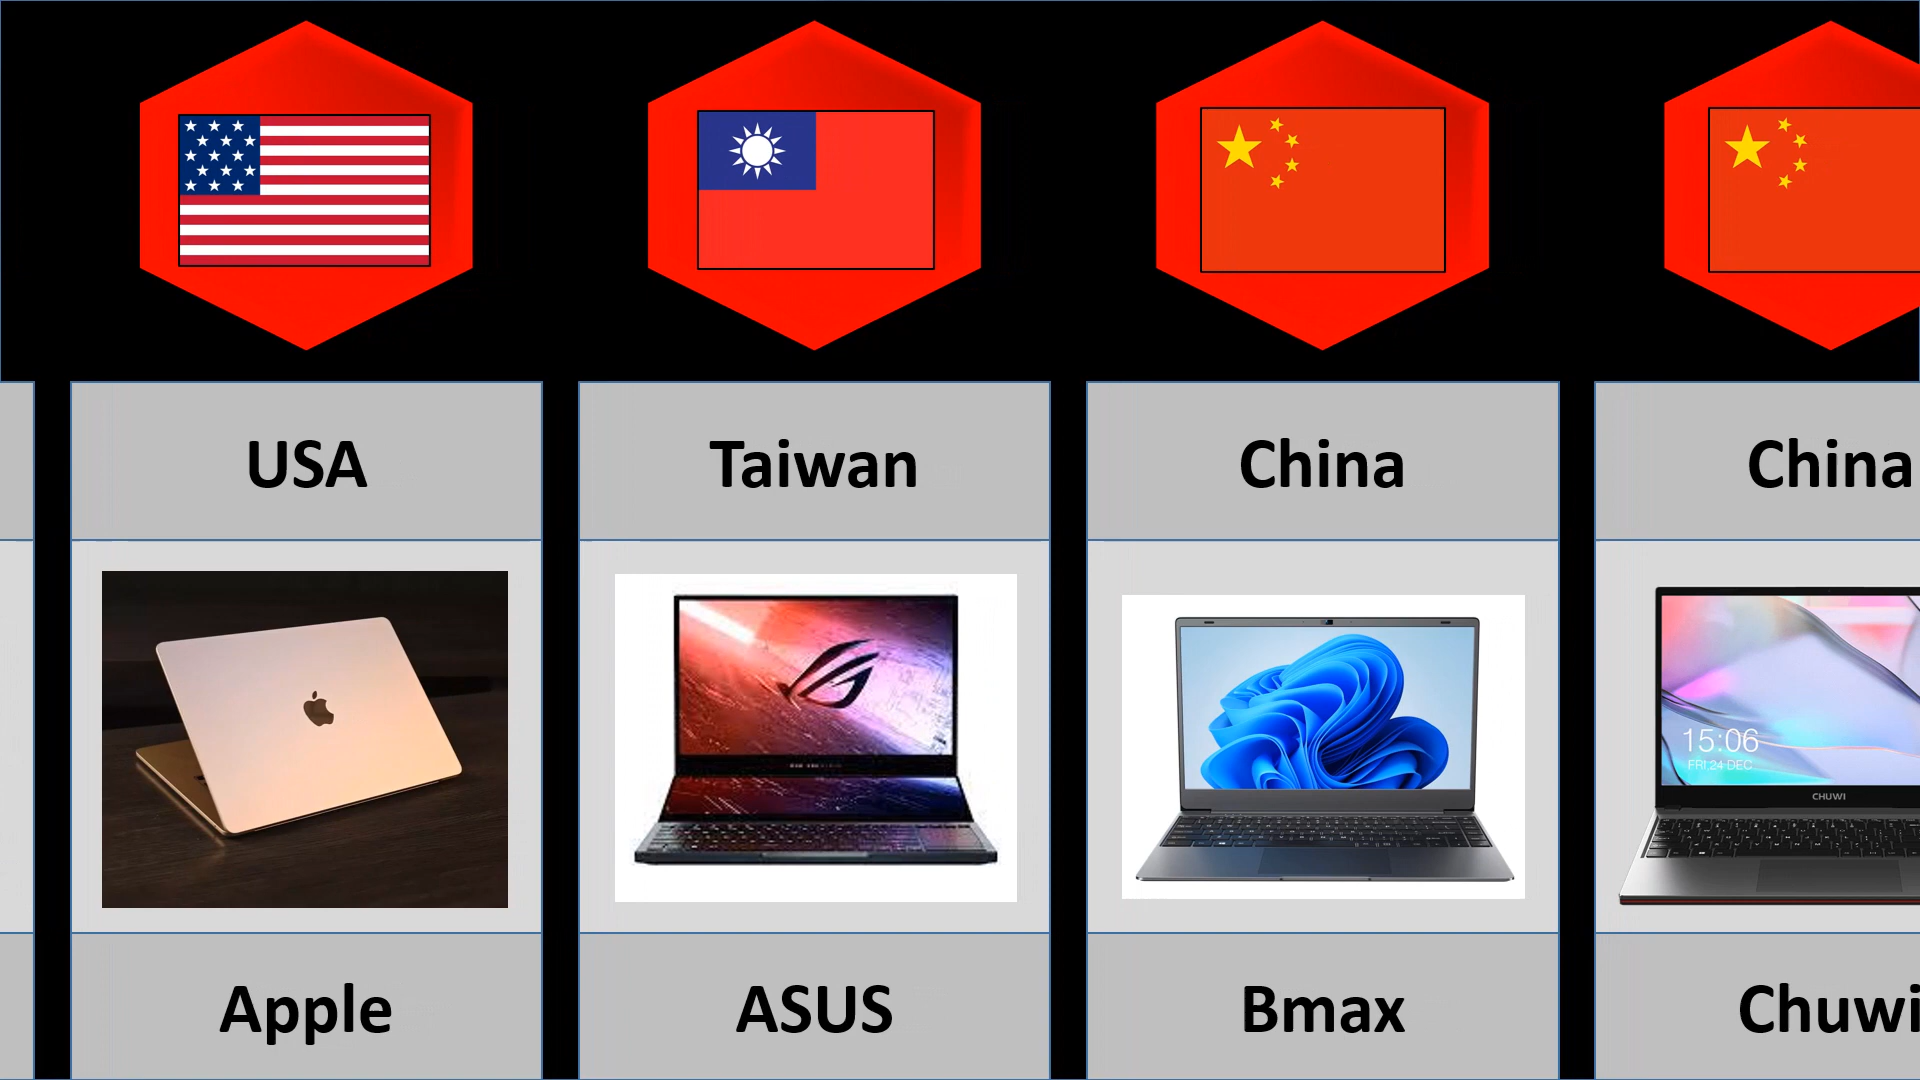 USA
Taiwan
China
China
15:06
FRI,24 DEC
CHUWI
Apple
ASUS
Bmax
Chuwi